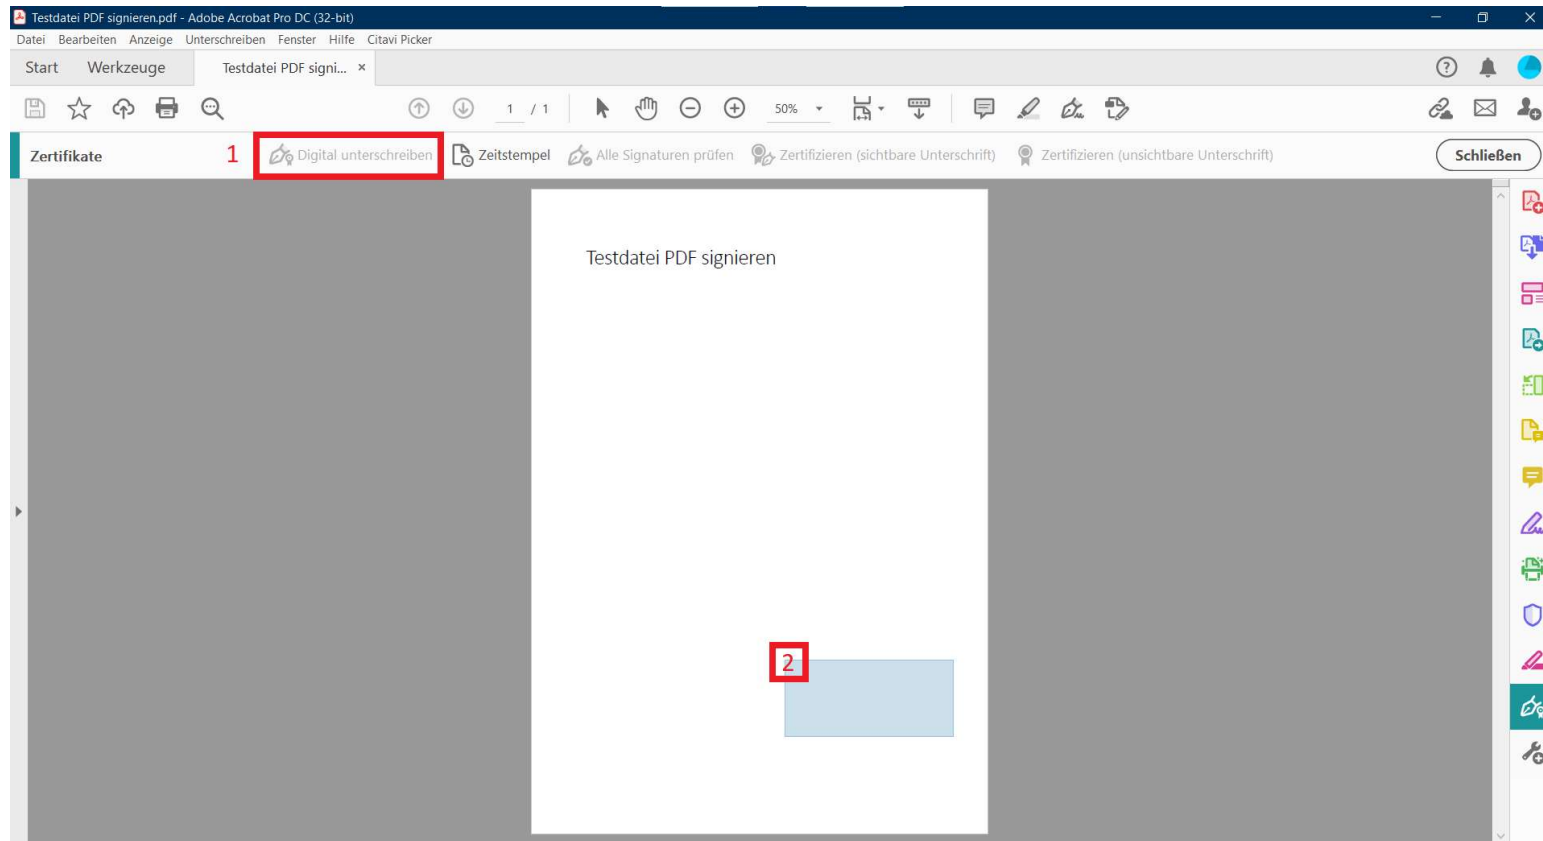 Testdatei PDF signieren.pdf - Adobe Acrobat Pro DC (32-bit)
Datei Bearbeiten Anzeige Unterschreiben Fenster Hilfe Citavi Picker
Start Werkzeuge Testdatei PDF signi... ×
1 / 1 50%
Zertifikate 1 Digital unterschreiben Zeitstempel Alle Signaturen prüfen Zertifizieren (sichtbare Unterschrift) Zertifizieren (unsichtbare Unterschrift) Schließen
Testdatei PDF signieren
2